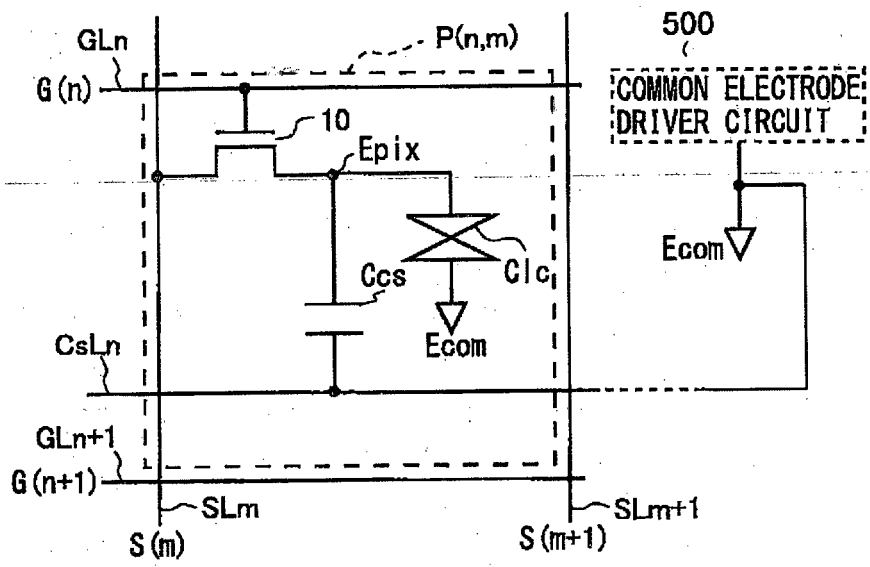 GLn
P(n,m)
500
G(n)
COMMON ELECTRODE
DRIVER CIRCUIT
10
Epix
Clc
Ecom
Ccs
Ecom
CsLn
GLn+1
G(n+1)
SLm
SLm+1
S(m)
S(m+1)